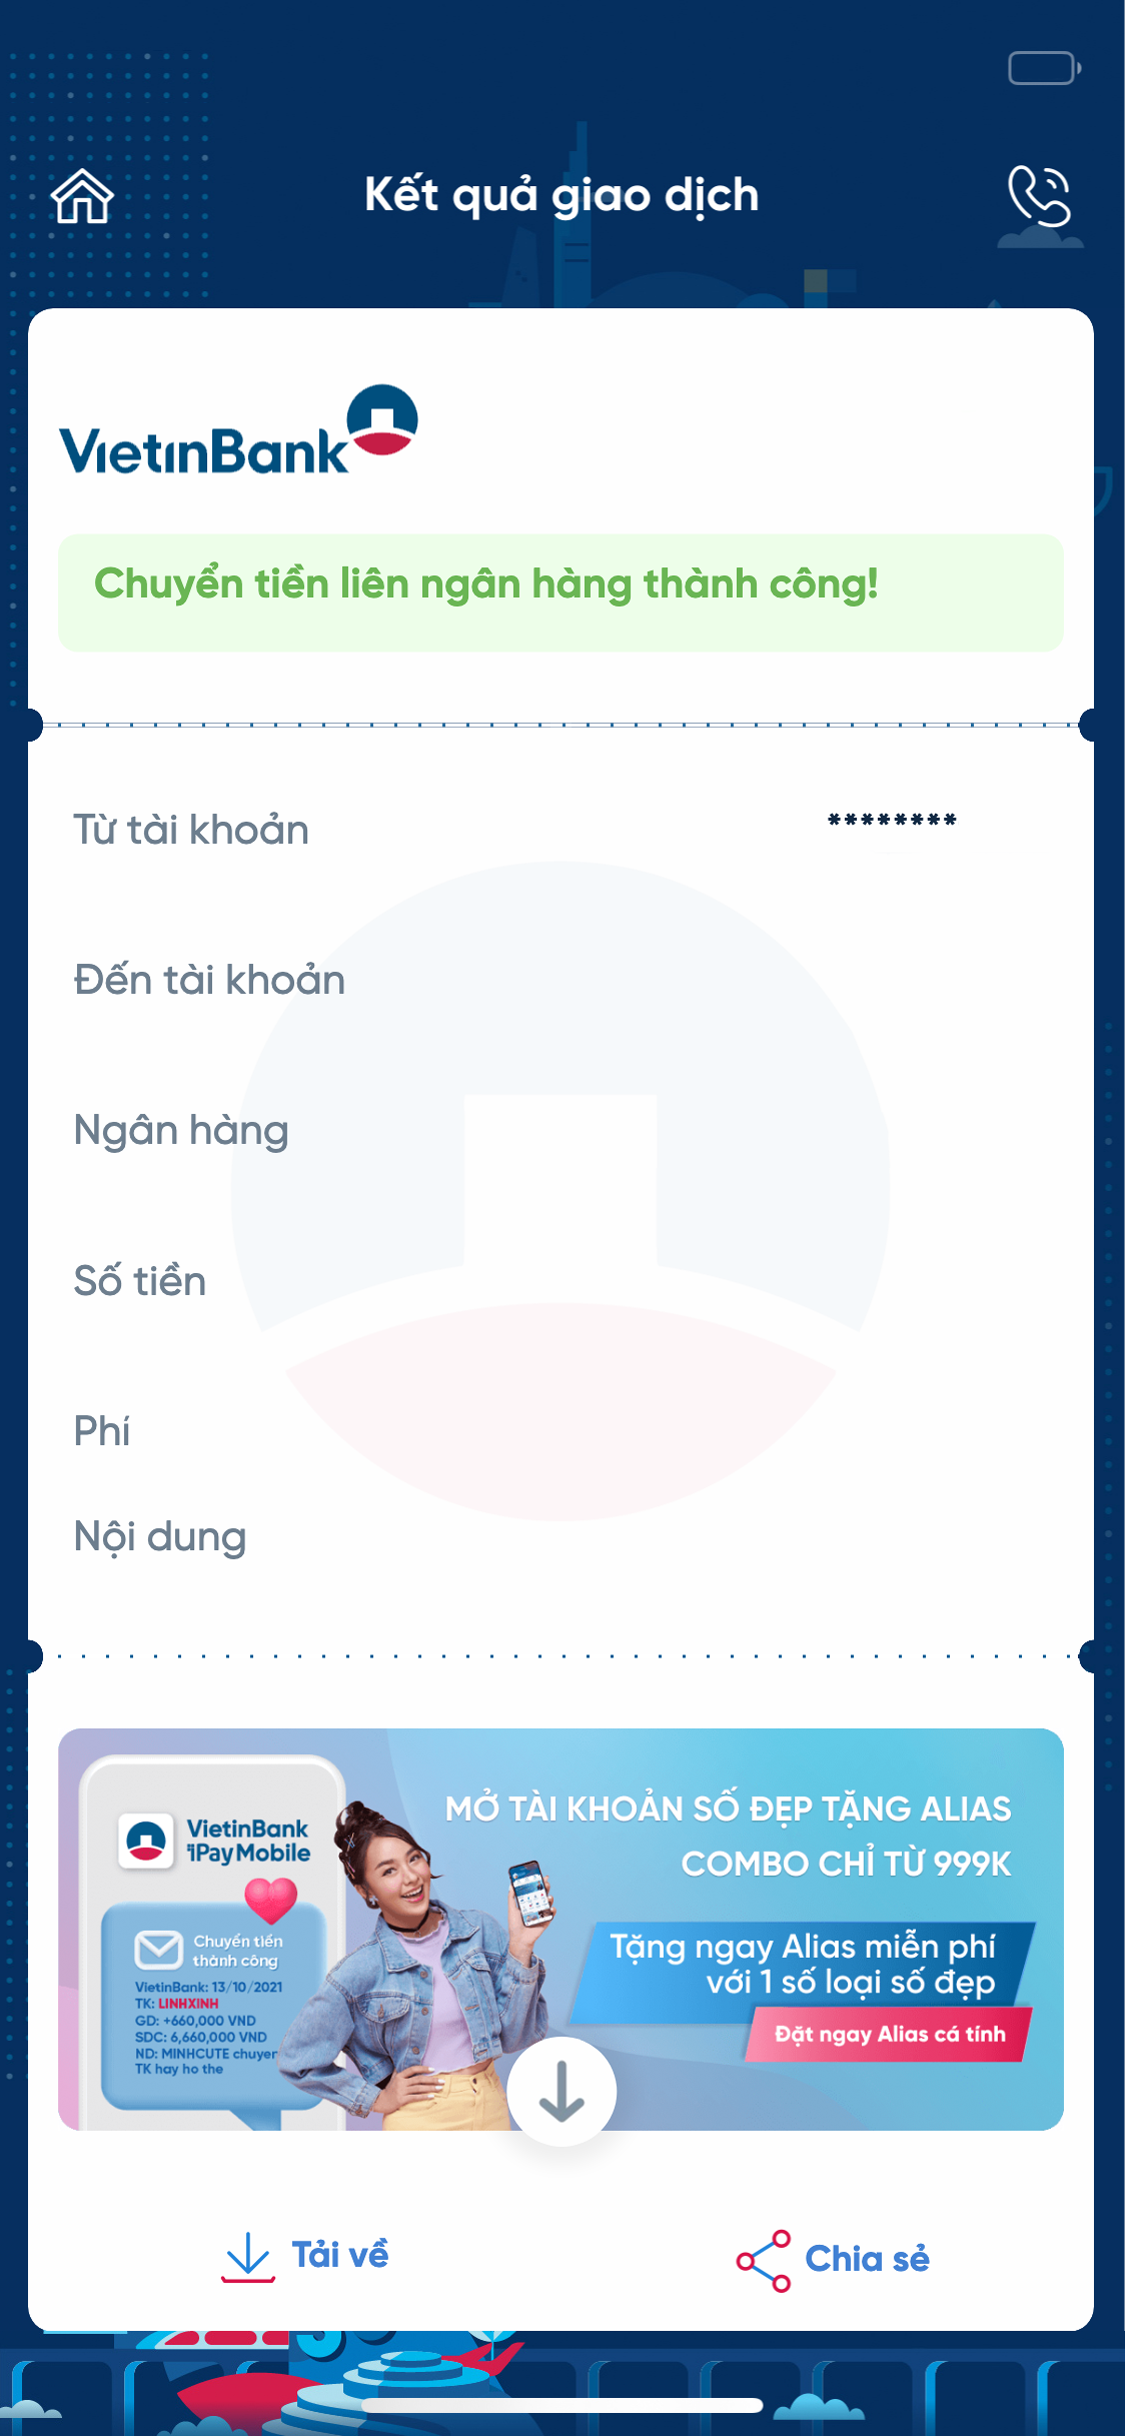 Kết quả giao dịch
VietinBank
Chuyển tiền liên ngân hàng thành công!
Từ tài khoản ********
Đến tài khoản
Ngân hàng
Số tiền
Phí
Nội dung
MỞ TÀI KHOẢN SỐ ĐẸP TẶNG ALIAS
COMBO CHỈ TỪ 999K
Tặng ngay Alias miễn phí
với 1 số loại số đẹp
Đặt ngay Alias cá tính
VietinBank
iPay Mobile
Chuyển tiền
thành công
VietinBank: 13/10/2021
TK: LINHXINH
GD: +660,000 VND
SDC: 6,660,000 VND
ND: MINHCUTE chuyen
TK hay ho the
Tải về
Chia sẻ